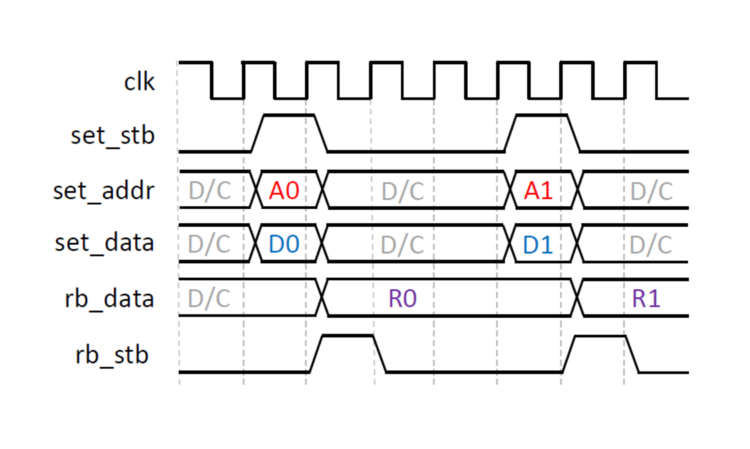 clk
set_stb
set_addr D/C A0 D/C A1 D/C
set_data D/C D0 D/C D1 D/C
rb_data D/C R0 R1
rb_stb